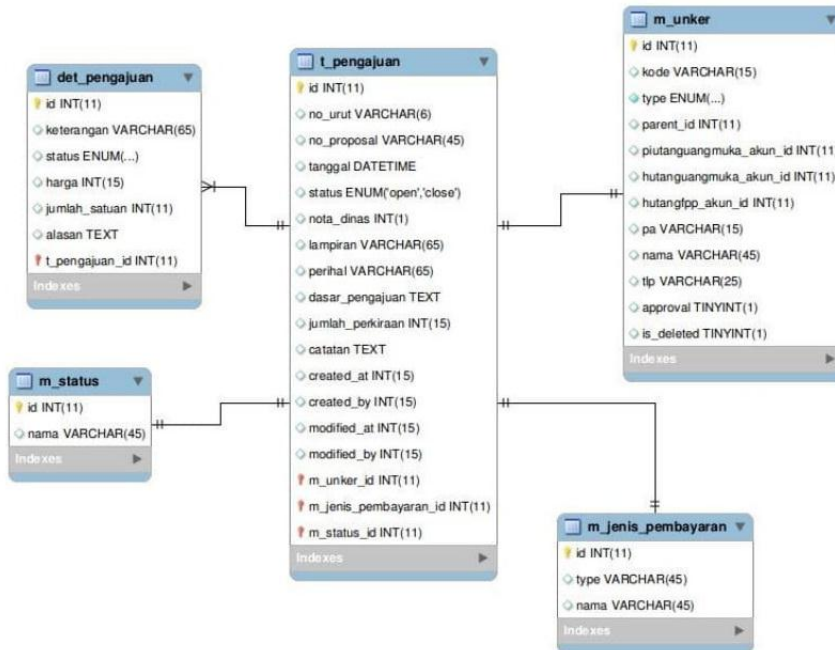 det_pengajuan
id INT(11)
keterangan VARCHAR(65)
status ENUM(...)
harga INT(15)
jumlah_satuan INT(11)
alasan TEXT
t_pengajuan_id INT(11)
Indexes
m_status
id INT(11)
nama VARCHAR(45)
Indexes
t_pengajuan
id INT(11)
no_urut VARCHAR(6)
no_proposal VARCHAR(45)
tanggal DATETIME
status ENUM('open','close')
nota_dinas INT(1)
lampiran VARCHAR(65)
perihal VARCHAR(65)
dasar_pengajuan TEXT
jumlah_perkiraan INT(15)
catatan TEXT
created_at INT(15)
created_by INT(15)
modified_at INT(15)
modified_by INT(15)
m_unker_id INT(11)
m_jenis_pembayaran_id INT(11)
m_status_id INT(11)
Indexes
m_unker
id INT(11)
kode VARCHAR(15)
type ENUM(...)
parent_id INT(11)
piutanguangmuka_akun_id INT(11
hutanguangmuka_akun_id INT(11)
hutangfpp_akun_id INT(11)
pa VARCHAR(15)
nama VARCHAR(45)
tlp VARCHAR(25)
approval TINYINT(1)
is_deleted TINYINT(1)
Indexes
m_jenis_pembayaran
id INT(11)
type VARCHAR(45)
nama VARCHAR(45)
Indexes